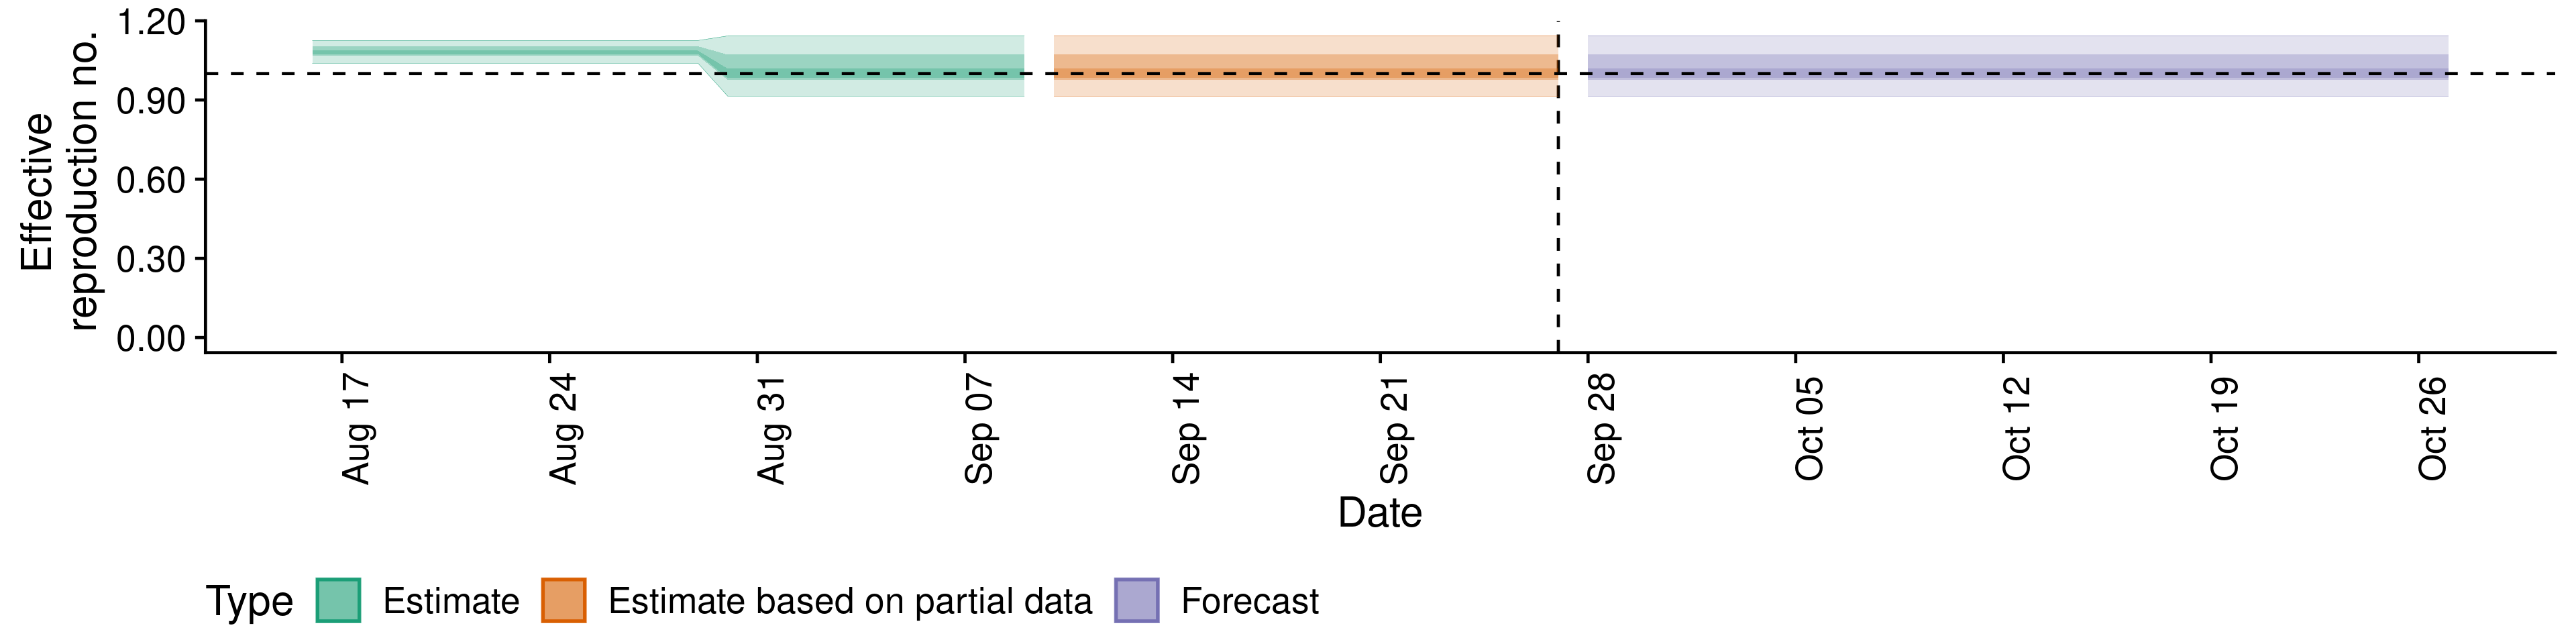 Effective
reproduction no.
1.20
0.90
0.60
0.30
0.00
Aug 17
Aug 24
Aug 31
Sep 07
Sep 14
Sep 21
Sep 28
Oct 05
Oct 12
Oct 19
Oct 26
Date
Type Estimate Estimate based on partial data Forecast